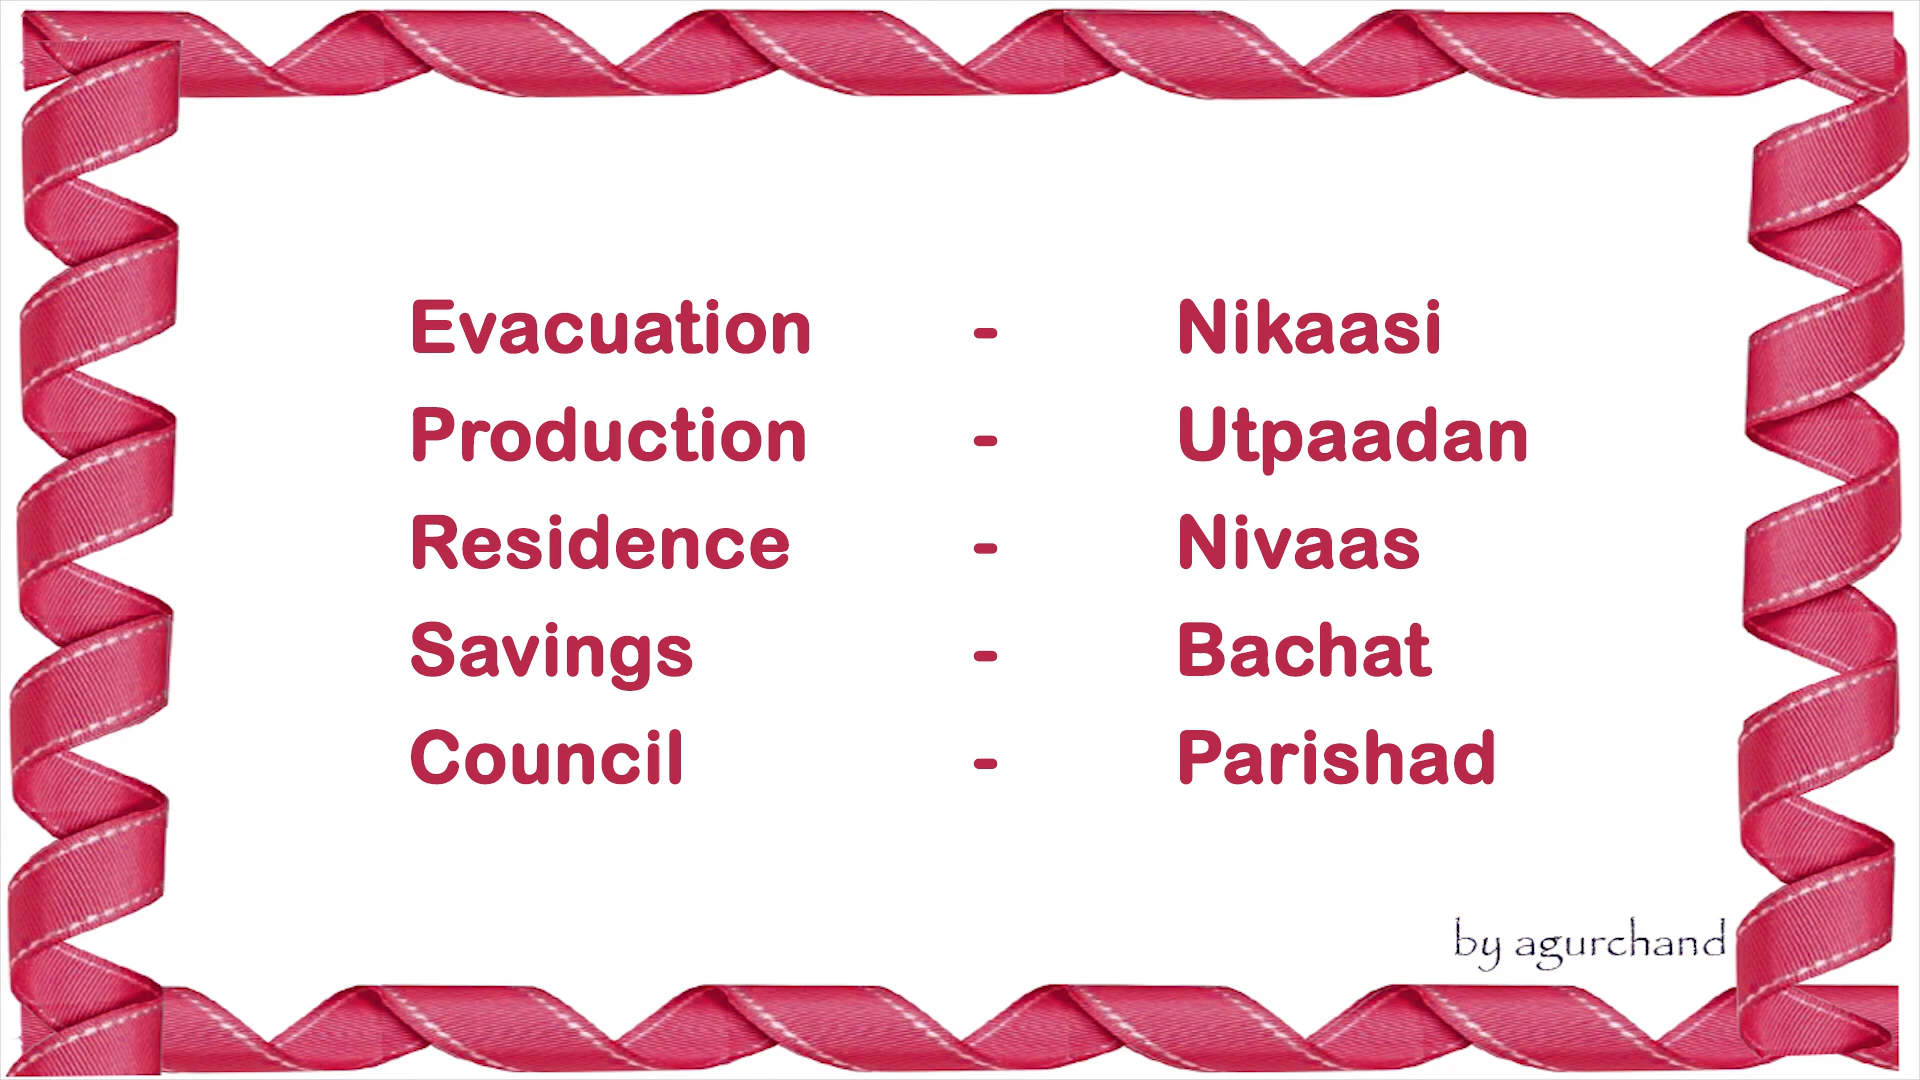 Evacuation - Nikaasi
Production - Utpaadan
Residence - Nivaas
Savings - Bachat
Council - Parishad
by agurchand